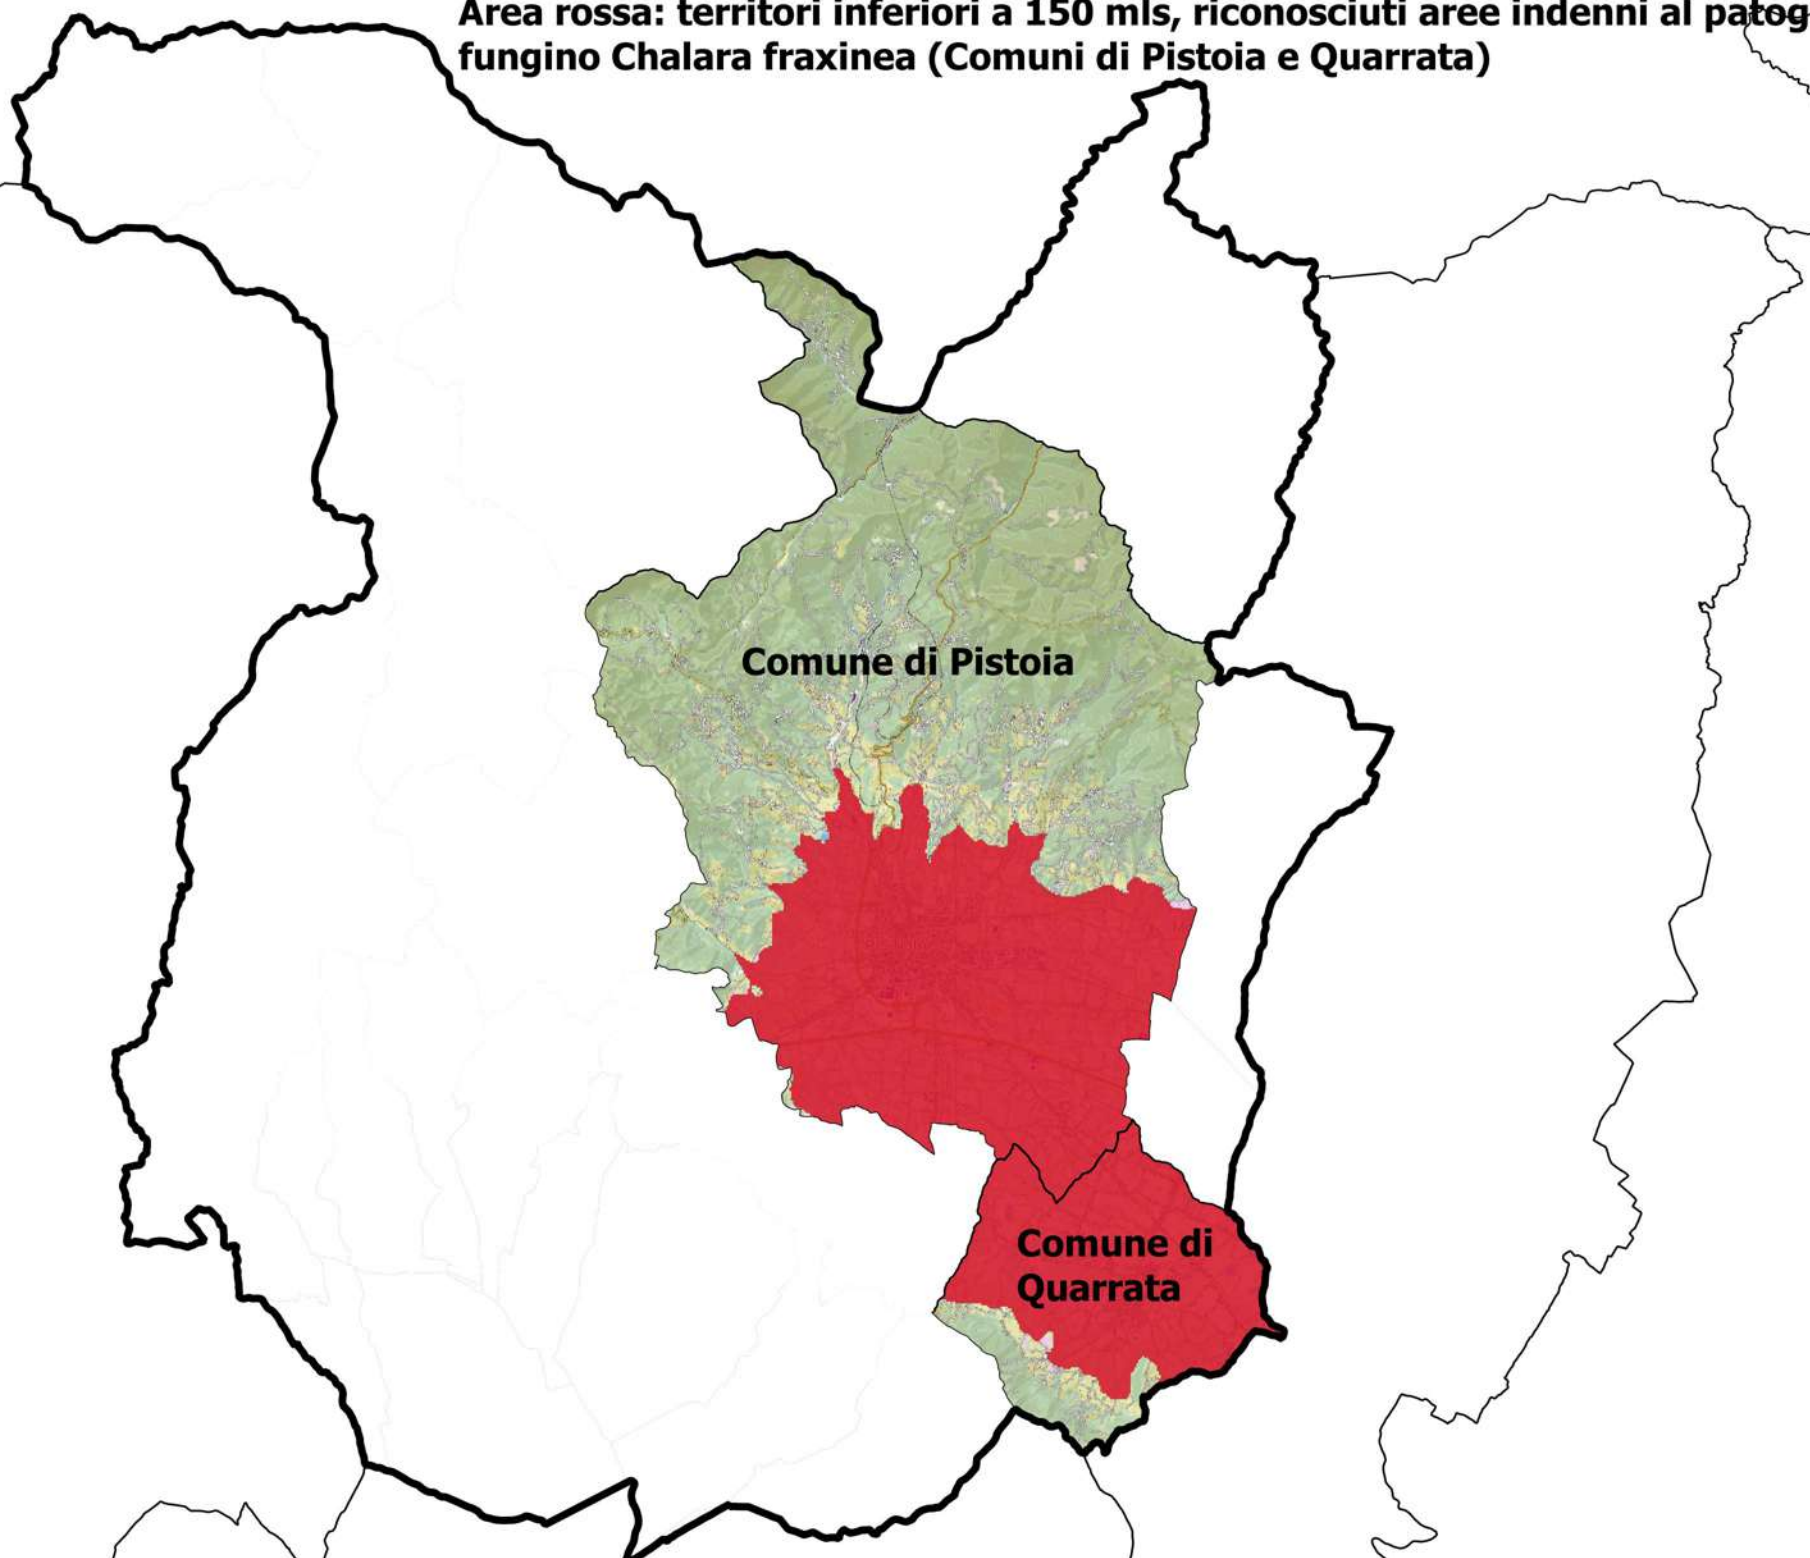 Area rossa: territori inferiori a 150 mls, riconosciuti aree indenni al patog
fungino Chalara fraxinea (Comuni di Pistoia e Quarrata)
Comune di Pistoia
Comune di
Quarrata